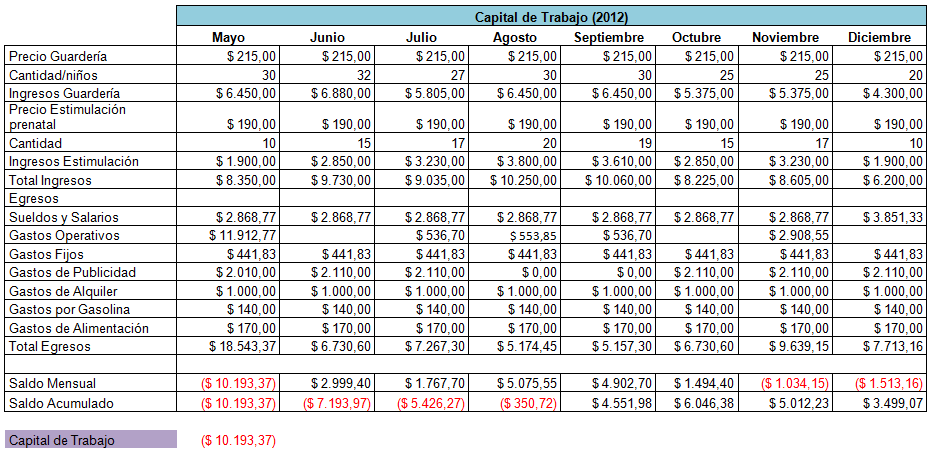 Capital de Trabajo (2012)
Mayo Junio Julio Agosto Septiembre Octubre Noviembre Diciembre
Precio Guardería $ 215,00 $ 215,00 $ 215,00 $ 215,00 $ 215,00 $ 215,00 $ 215,00 $ 215,00
Cantidad/niños 30 32 27 30 30 25 25 20
Ingresos Guardería $ 6.450,00 $ 6.880,00 $ 5.805,00 $ 6.450,00 $ 6.450,00 $ 5.375,00 $ 5.375,00 $ 4.300,00
Precio Estimulación
prenatal $ 190,00 $ 190,00 $ 190,00 $ 190,00 $ 190,00 $ 190,00 $ 190,00 $ 190,00
Cantidad 10 15 17 20 19 15 17 10
Ingresos Estimulación $ 1.900,00 $ 2.850,00 $ 3.230,00 $ 3.800,00 $ 3.610,00 $ 2.850,00 $ 3.230,00 $ 1.900,00
Total Ingresos $ 8.350,00 $ 9.730,00 $ 9.035,00 $ 10.250,00 $ 10.060,00 $ 8.225,00 $ 8.605,00 $ 6.200,00
Egresos
Sueldos y Salarios $ 2.868,77 $ 2.868,77 $ 2.868,77 $ 2.868,77 $ 2.868,77 $ 2.868,77 $ 2.868,77 $ 3.851,33
Gastos Operativos $ 11.912,77 $ 536,70 $ 553,85 $ 536,70 $ 2.908,55
Gastos Fijos $ 441,83 $ 441,83 $ 441,83 $ 441,83 $ 441,83 $ 441,83 $ 441,83 $ 441,83
Gastos de Publicidad $ 2.010,00 $ 2.110,00 $ 2.110,00 $ 0,00 $ 0,00 $ 2.110,00 $ 2.110,00 $ 2.110,00
Gastos de Alquiler $ 1.000,00 $ 1.000,00 $ 1.000,00 $ 1.000,00 $ 1.000,00 $ 1.000,00 $ 1.000,00 $ 1.000,00
Gastos por Gasolina $ 140,00 $ 140,00 $ 140,00 $ 140,00 $ 140,00 $ 140,00 $ 140,00 $ 140,00
Gastos de Alimentación $ 170,00 $ 170,00 $ 170,00 $ 170,00 $ 170,00 $ 170,00 $ 170,00 $ 170,00
Total Egresos $ 18.543,37 $ 6.730,60 $ 7.267,30 $ 5.174,45 $ 5.157,30 $ 6.730,60 $ 9.639,15 $ 7.713,16
Saldo Mensual ($ 10.193,37) $ 2.999,40 $ 1.767,70 $ 5.075,55 $ 4.902,70 $ 1.494,40 ($ 1.034,15) ($ 1.513,16)
Saldo Acumulado ($ 10.193,37) ($ 7.193,97) ($ 5.426,27) ($ 350,72) $ 4.551,98 $ 6.046,38 $ 5.012,23 $ 3.499,07
Capital de Trabajo ($ 10.193,37)